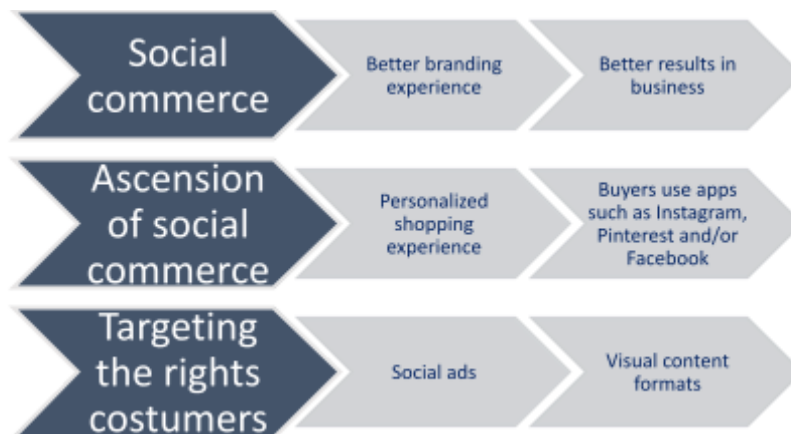 Social
commerce
Better branding
experience
Better results in
business
Ascension
of social
commerce
Personalized
shopping
experience
Buyers use apps
such as Instagram,
Pinterest and/or
Facebook
Targeting
the rights
costumers
Social ads
Visual content
formats